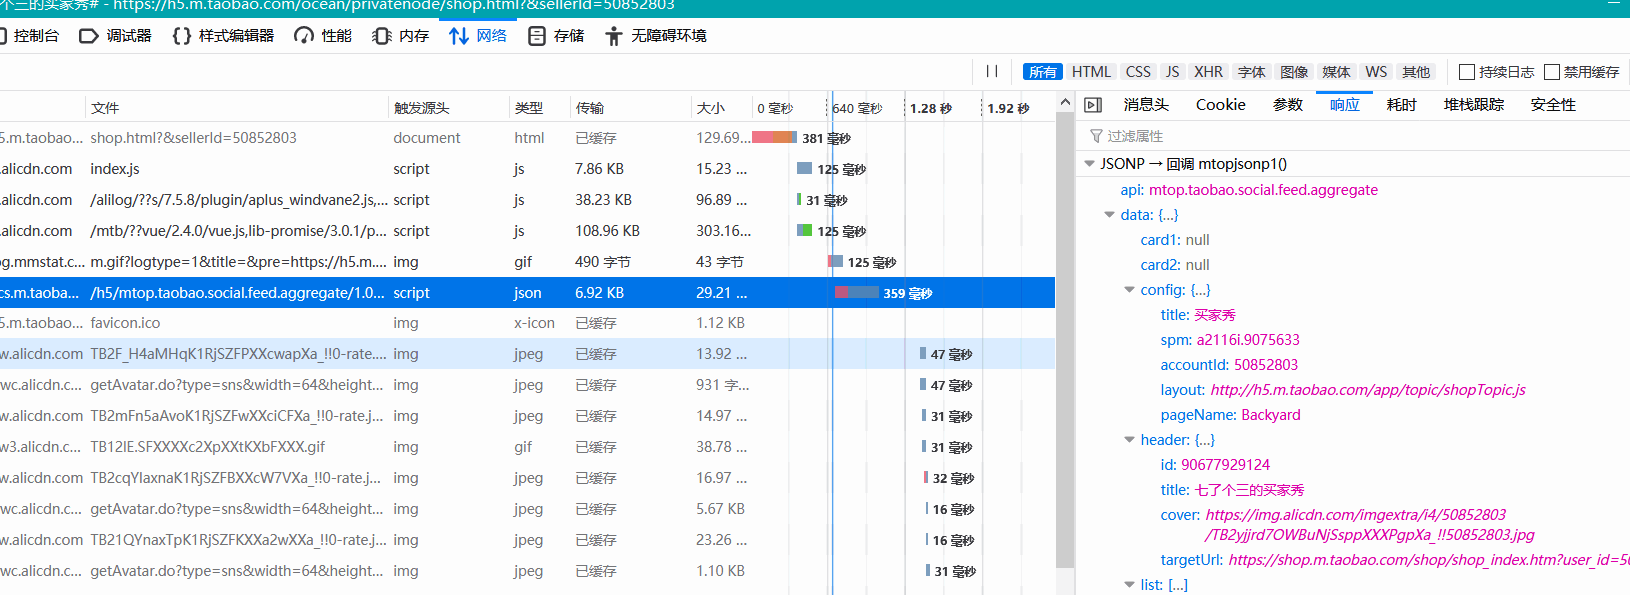 个三的买家秀# - https://h5.m.taobao.com/ocean/privatenode/shop.html?&sellerId=50852803
控制台 调试器 {} 样式编辑器 性能 内存 网络 存储 无障碍环境
所有 HTML CSS JS XHR 字体 图像 媒体 WS 其他 持续日志 禁用缓存
文件 触发源头 类型 传输 大小 0 毫秒 640 毫秒 1.28 秒 1.92 秒
5.m.taobao... shop.html?&sellerId=50852803 document html 已缓存 129.69... 381 毫秒
.alicdn.com index.js script js 7.86 KB 15.23 ... 125 毫秒
.alicdn.com /alilog/??s/7.5.8/plugin/aplus_windvane2.js,... script js 38.23 KB 96.89 ... 31 毫秒
.alicdn.com /mtb/??vue/2.4.0/vue.js,lib-promise/3.0.1/p... script js 108.96 KB 303.16... 125 毫秒
og.mmstat.c... m.gif?logtype=1&title=&pre=https://h5.m.... img gif 490 字节 43 字节 125 毫秒
cs.m.taoba... /h5/mtop.taobao.social.feed.aggregate/1.0... script json 6.92 KB 29.21 ... 359 毫秒
5.m.taobao... favicon.ico img x-icon 已缓存 1.12 KB
w.alicdn.com TB2F_H4aMHqK1RjSZFPXXcwapXa_!!0-rate.... img jpeg 已缓存 13.92 ... 47 毫秒
wc.alicdn.c... getAvatar.do?type=sns&width=64&height... img jpeg 已缓存 931 字... 47 毫秒
w.alicdn.com TB2mFn5aAvoK1RjSZFwXXciCFXa_!!0-rate.j... img jpeg 已缓存 14.97 ... 31 毫秒
w3.alicdn.c... TB12IE.SFXXXXc2XpXXtKXbFXXX.gif img gif 已缓存 38.78 ... 31 毫秒
w.alicdn.com TB2cqYlaxnaK1RjSZFBXXcW7VXa_!!0-rate.j... img jpeg 已缓存 16.97 ... 32 毫秒
wc.alicdn.c... getAvatar.do?type=sns&width=64&height... img jpeg 已缓存 5.67 KB 16 毫秒
w.alicdn.com TB21QYnaxTpK1RjSZFKXXa2wXXa_!!0-rate.j... img jpeg 已缓存 23.26 ... 16 毫秒
wc.alicdn.c... getAvatar.do?type=sns&width=64&height... img jpeg 已缓存 1.10 KB 31 毫秒
消息头 Cookie 参数 响应 耗时 堆栈跟踪 安全性
过滤属性
JSONP → 回调 mtopjsonp1()
api: mtop.taobao.social.feed.aggregate
data: {...}
card1: null
card2: null
config: {...}
title: 买家秀
spm: a2116i.9075633
accountId: 50852803
layout: http://h5.m.taobao.com/app/topic/shopTopic.js
pageName: Backyard
header: {...}
id: 90677929124
title: 七了个三的买家秀
cover: https://img.alicdn.com/imgextra/i4/50852803
/TB2yjjrd7OWBuNjSsppXXXPgpXa_!!50852803.jpg
targetUrl: https://shop.m.taobao.com/shop/shop_index.htm?user_id=50
list: [...]